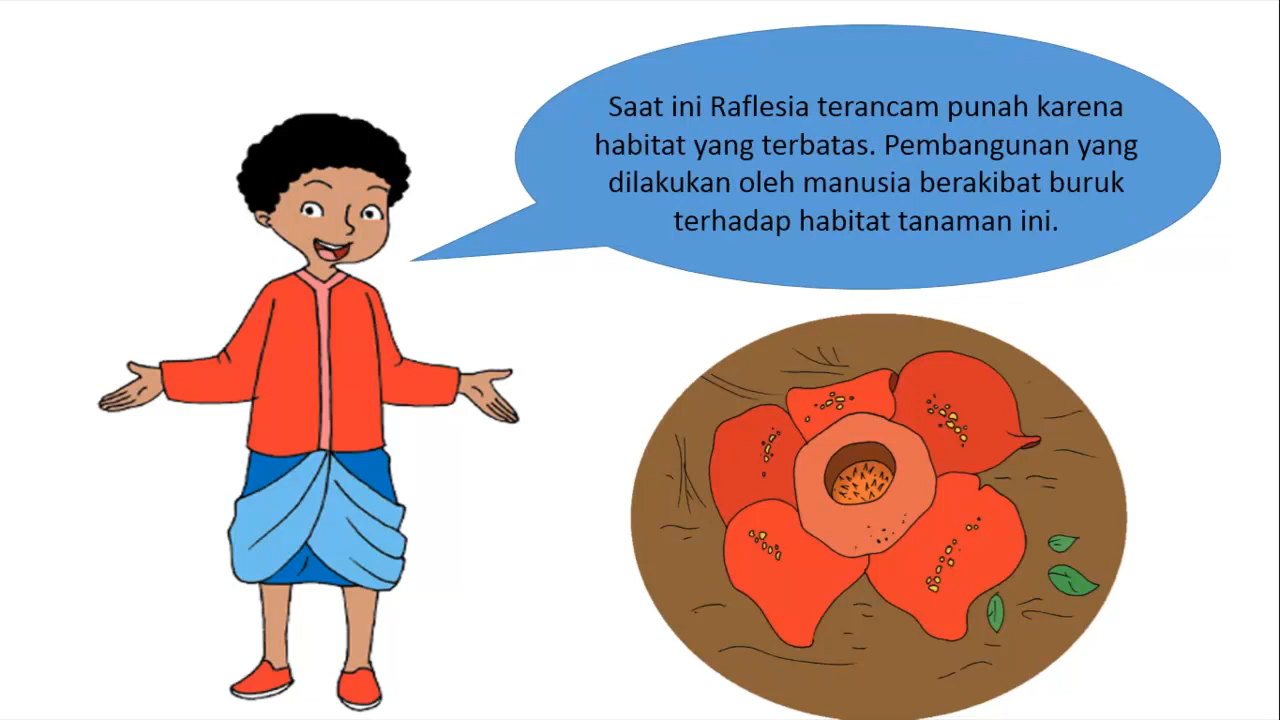 Saat ini Raflesia terancam punah karena
habitat yang terbatas. Pembangunan yang
dilakukan oleh manusia berakibat buruk
terhadap habitat tanaman ini.